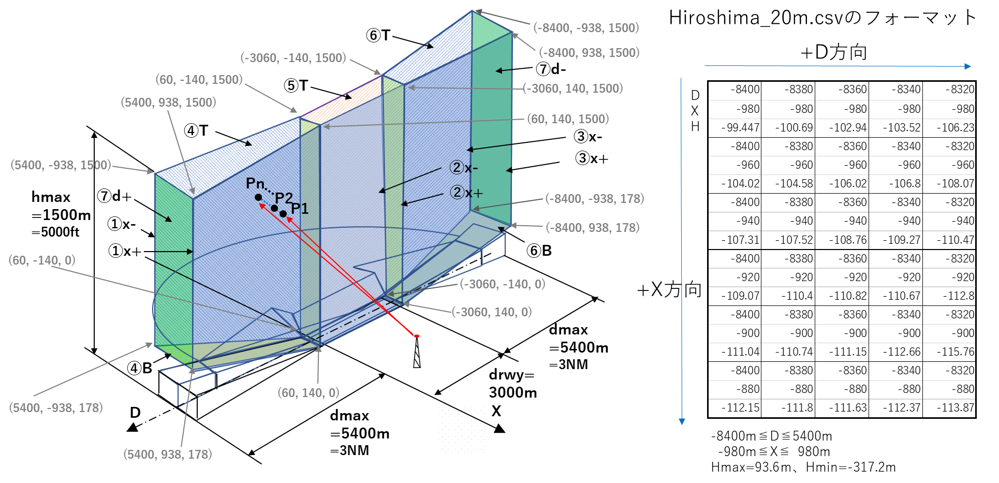 Hiroshima_20m.csvのフォーマット
+D方向
+X方向
D
X
H
-8400 -8380 -8360 -8340 -8320
-980 -980 -980 -980 -980
-99.447 -100.69 -102.94 -103.52 -106.23
-8400 -8380 -8360 -8340 -8320
-960 -960 -960 -960 -960
-104.02 -104.58 -106.02 -106.8 -108.07
-8400 -8380 -8360 -8340 -8320
-940 -940 -940 -940 -940
-107.31 -107.52 -108.76 -109.27 -110.47
-8400 -8380 -8360 -8340 -8320
-920 -920 -920 -920 -920
-109.07 -110.4 -110.82 -110.67 -112.8
-8400 -8380 -8360 -8340 -8320
-900 -900 -900 -900 -900
-111.04 -110.74 -111.15 -112.66 -115.76
-8400 -8380 -8360 -8340 -8320
-880 -880 -880 -880 -880
-112.15 -111.8 -111.63 -112.37 -113.87
-8400m≦D≦5400m
-980m≦X≦ 980m
Hmax=93.6m、Hmin=-317.2m
(-8400, -938, 1500)
⑥T
(-8400, 938, 1500)
(-3060, -140, 1500)
⑦d-
(60, -140, 1500)
⑤T
(-3060, 140, 1500)
(5400, 938, 1500)
(60, 140, 1500)
④T
③x-
③x+
(5400, -938, 1500)
②x-
Pn
P2
P1
hmax
=1500m
=5000ft
⑦d+
②x+
(-8400, -938, 178)
①x-
(-8400, 938, 178)
①x+
⑥B
(60, -140, 0)
(-3060, -140, 0)
(-3060, 140, 0)
dmax
=5400m
=3NM
④B
drwy=
3000m
(60, 140, 0)
(5400, -938, 178)
D
X
dmax
=5400m
=3NM
(5400, 938, 178)